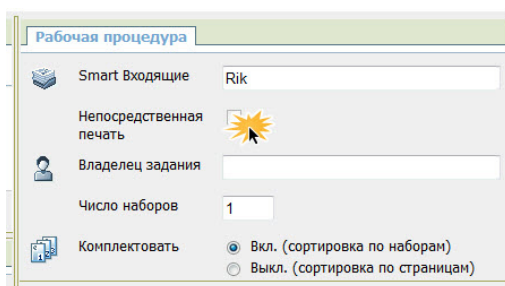 Рабочая процедура
Smart Входящие
Rik
Непосредственная
печать
Владелец задания
Число наборов
1
Комплектовать
Вкл. (сортировка по наборам)
Выкл. (сортировка по страницам)